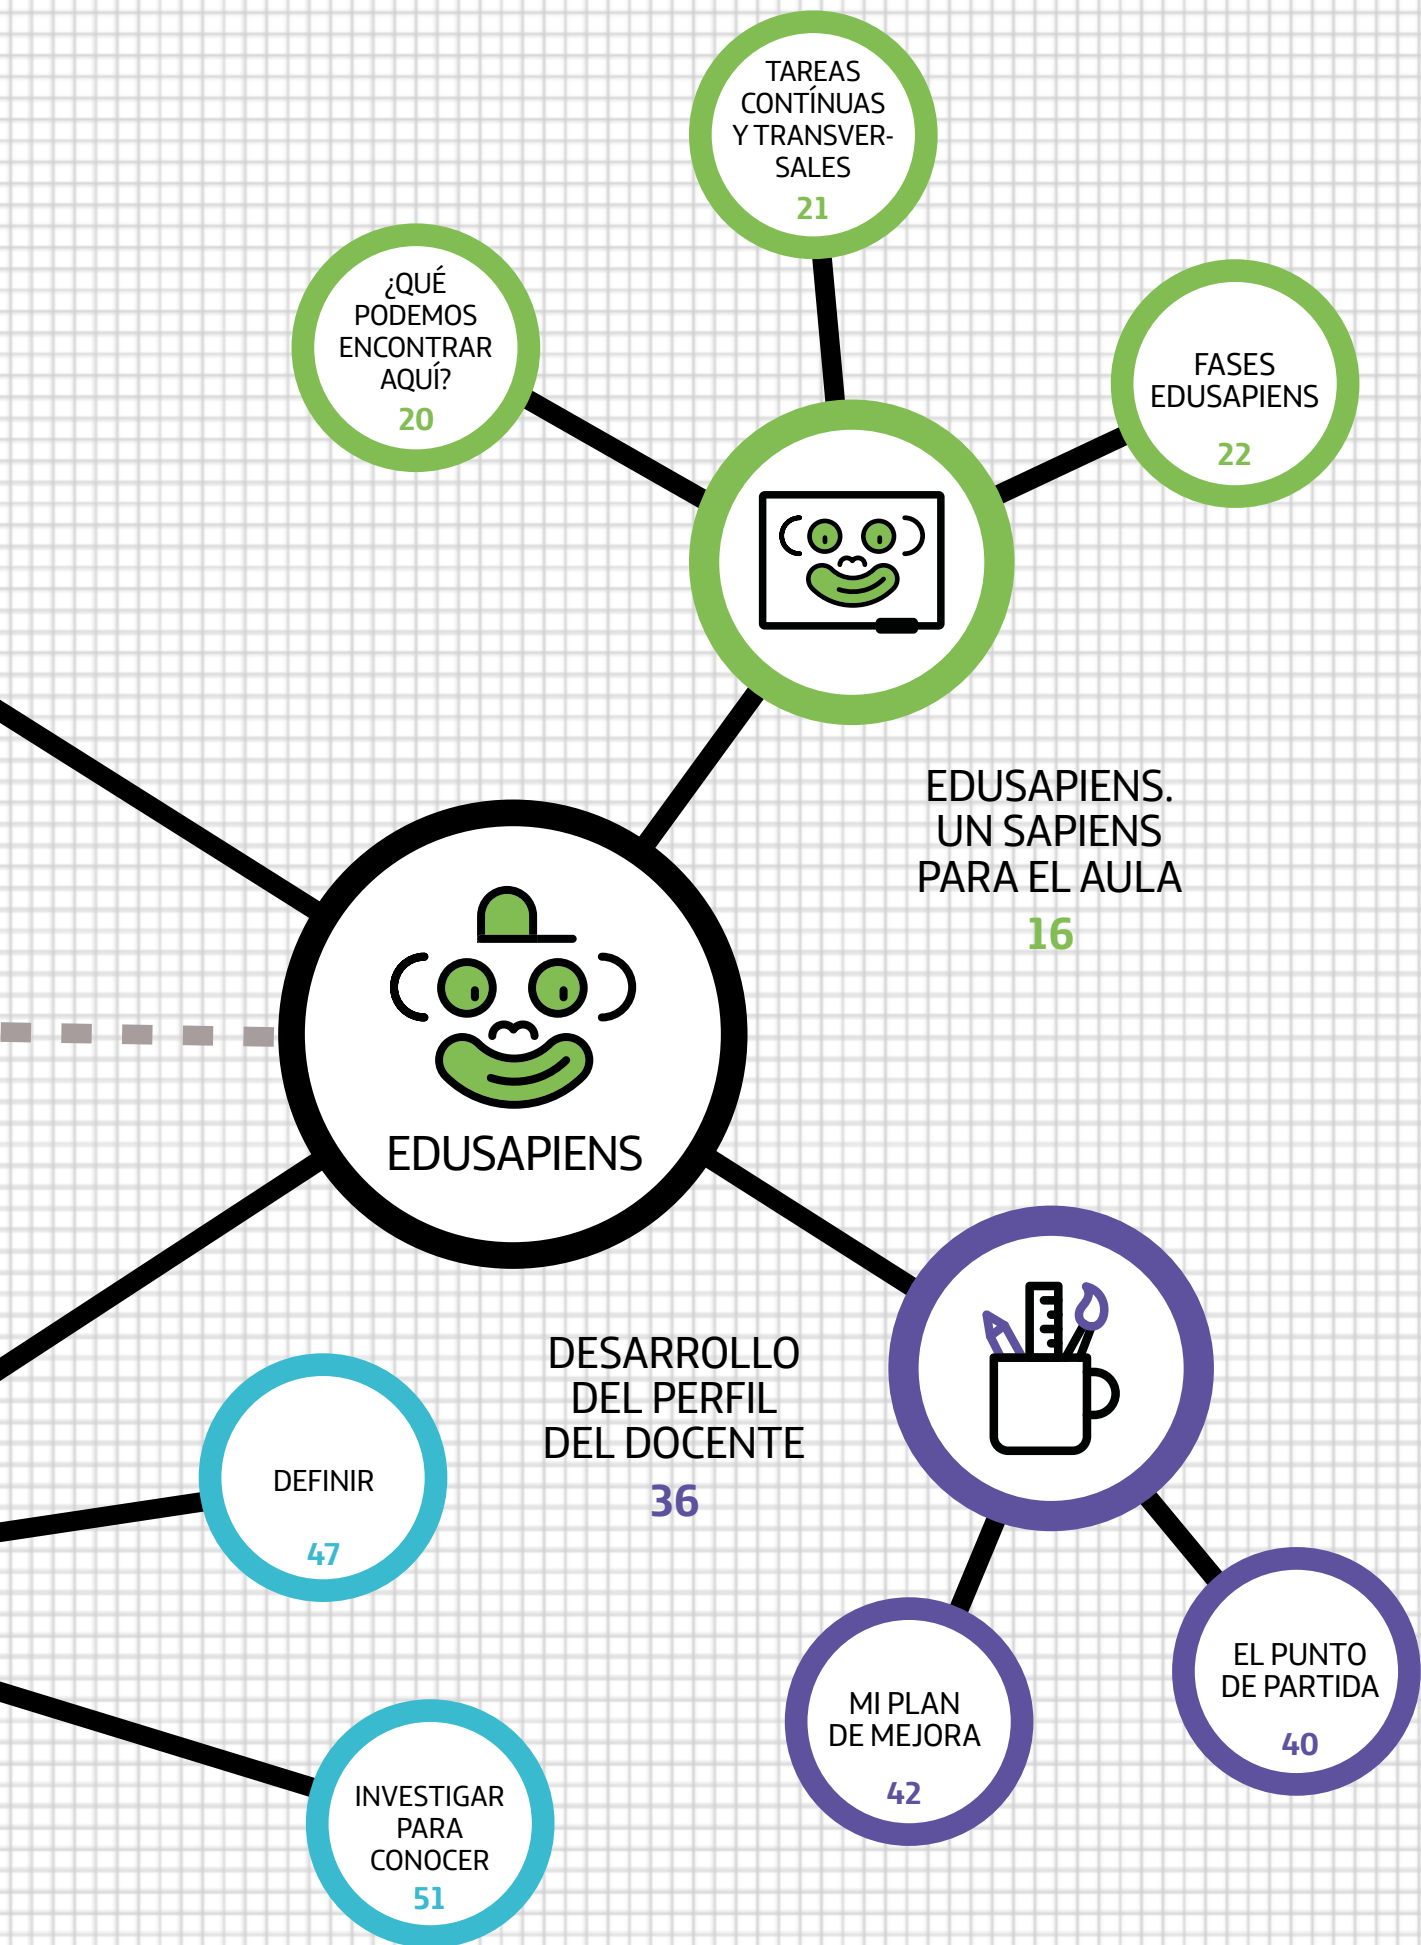 TAREAS
CONTÍNUAS
Y TRANSVER-
SALES
21
¿QUÉ
PODEMOS
ENCONTRAR
AQUÍ?
20
FASES
EDUSAPIENS
22
EDUSAPIENS.
UN SAPIENS
PARA EL AULA
16
EDUSAPIENS
DESARROLLO
DEL PERFIL
DEL DOCENTE
36
DEFINIR
47
EL PUNTO
DE PARTIDA
40
MI PLAN
DE MEJORA
42
INVESTIGAR
PARA
CONOCER
51